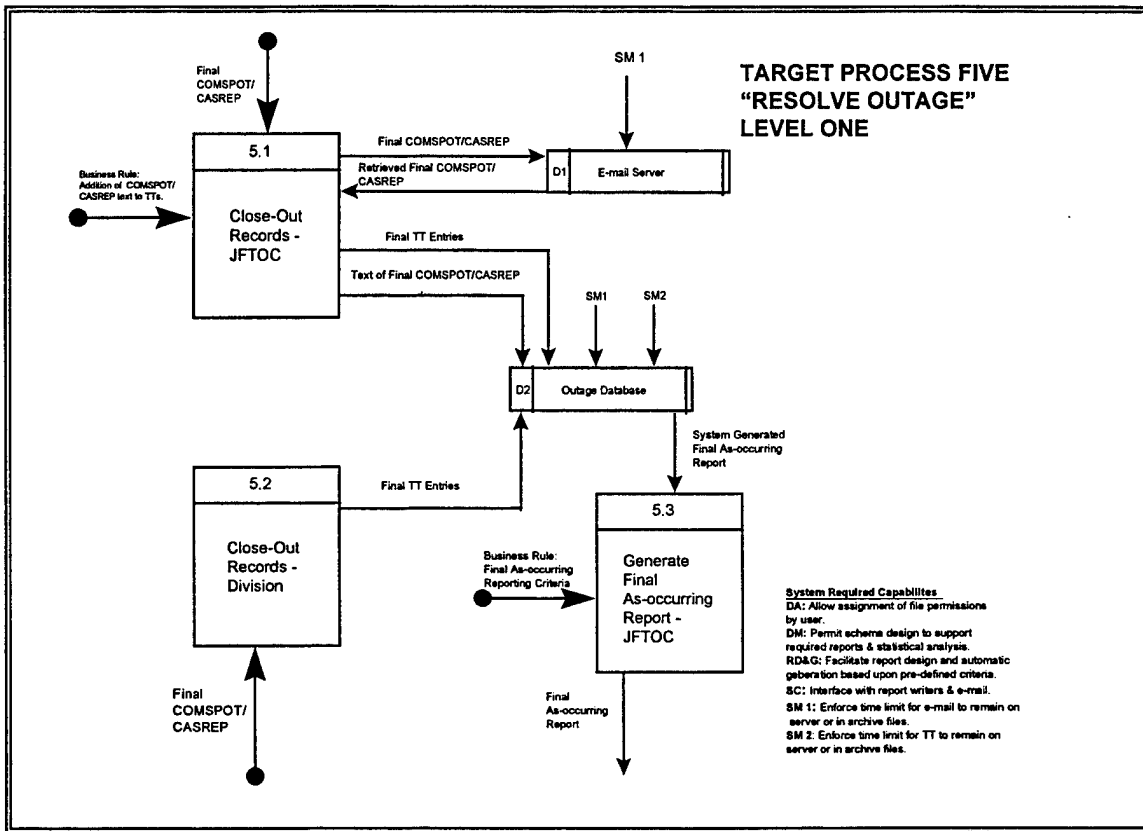 TARGET PROCESS FIVE
"RESOLVE OUTAGE"
LEVEL ONE
Final
COMSPOT/
CASREP
SM 1
5.1
Close-Out
Records -
JFTOC
Business Rule:
Addition of COMSPOT/
CASREP text to TTs.
Final COMSPOT/CASREP
Retrieved Final COMSPOT/
CASREP
D1
E-mail Server
Final TT Entries
Text of Final COMSPOT/CASREP
SM1
SM2
D2
Outage Database
System Generated
Final As-occurring
Report
5.2
Close-Out
Records -
Division
Final TT Entries
Final
COMSPOT/
CASREP
5.3
Generate
Final
As-occurring
Report -
JFTOC
Business Rule:
Final As-occurring
Reporting Criteria
Final
As-occurring
Report
System Required Capabilites
DA: Allow assignment of file permissions
by user.
DM: Permit schema design to support
required reports & statistical analysis.
RD&G: Facilitate report design and automatic
geberation based upon pre-defined criteria.
SC: Interface with report writers & e-mail.
SM 1: Enforce time limit for e-mail to remain on
server or in archive files.
SM 2: Enforce time limit for TT to remain on
server or in archive files.